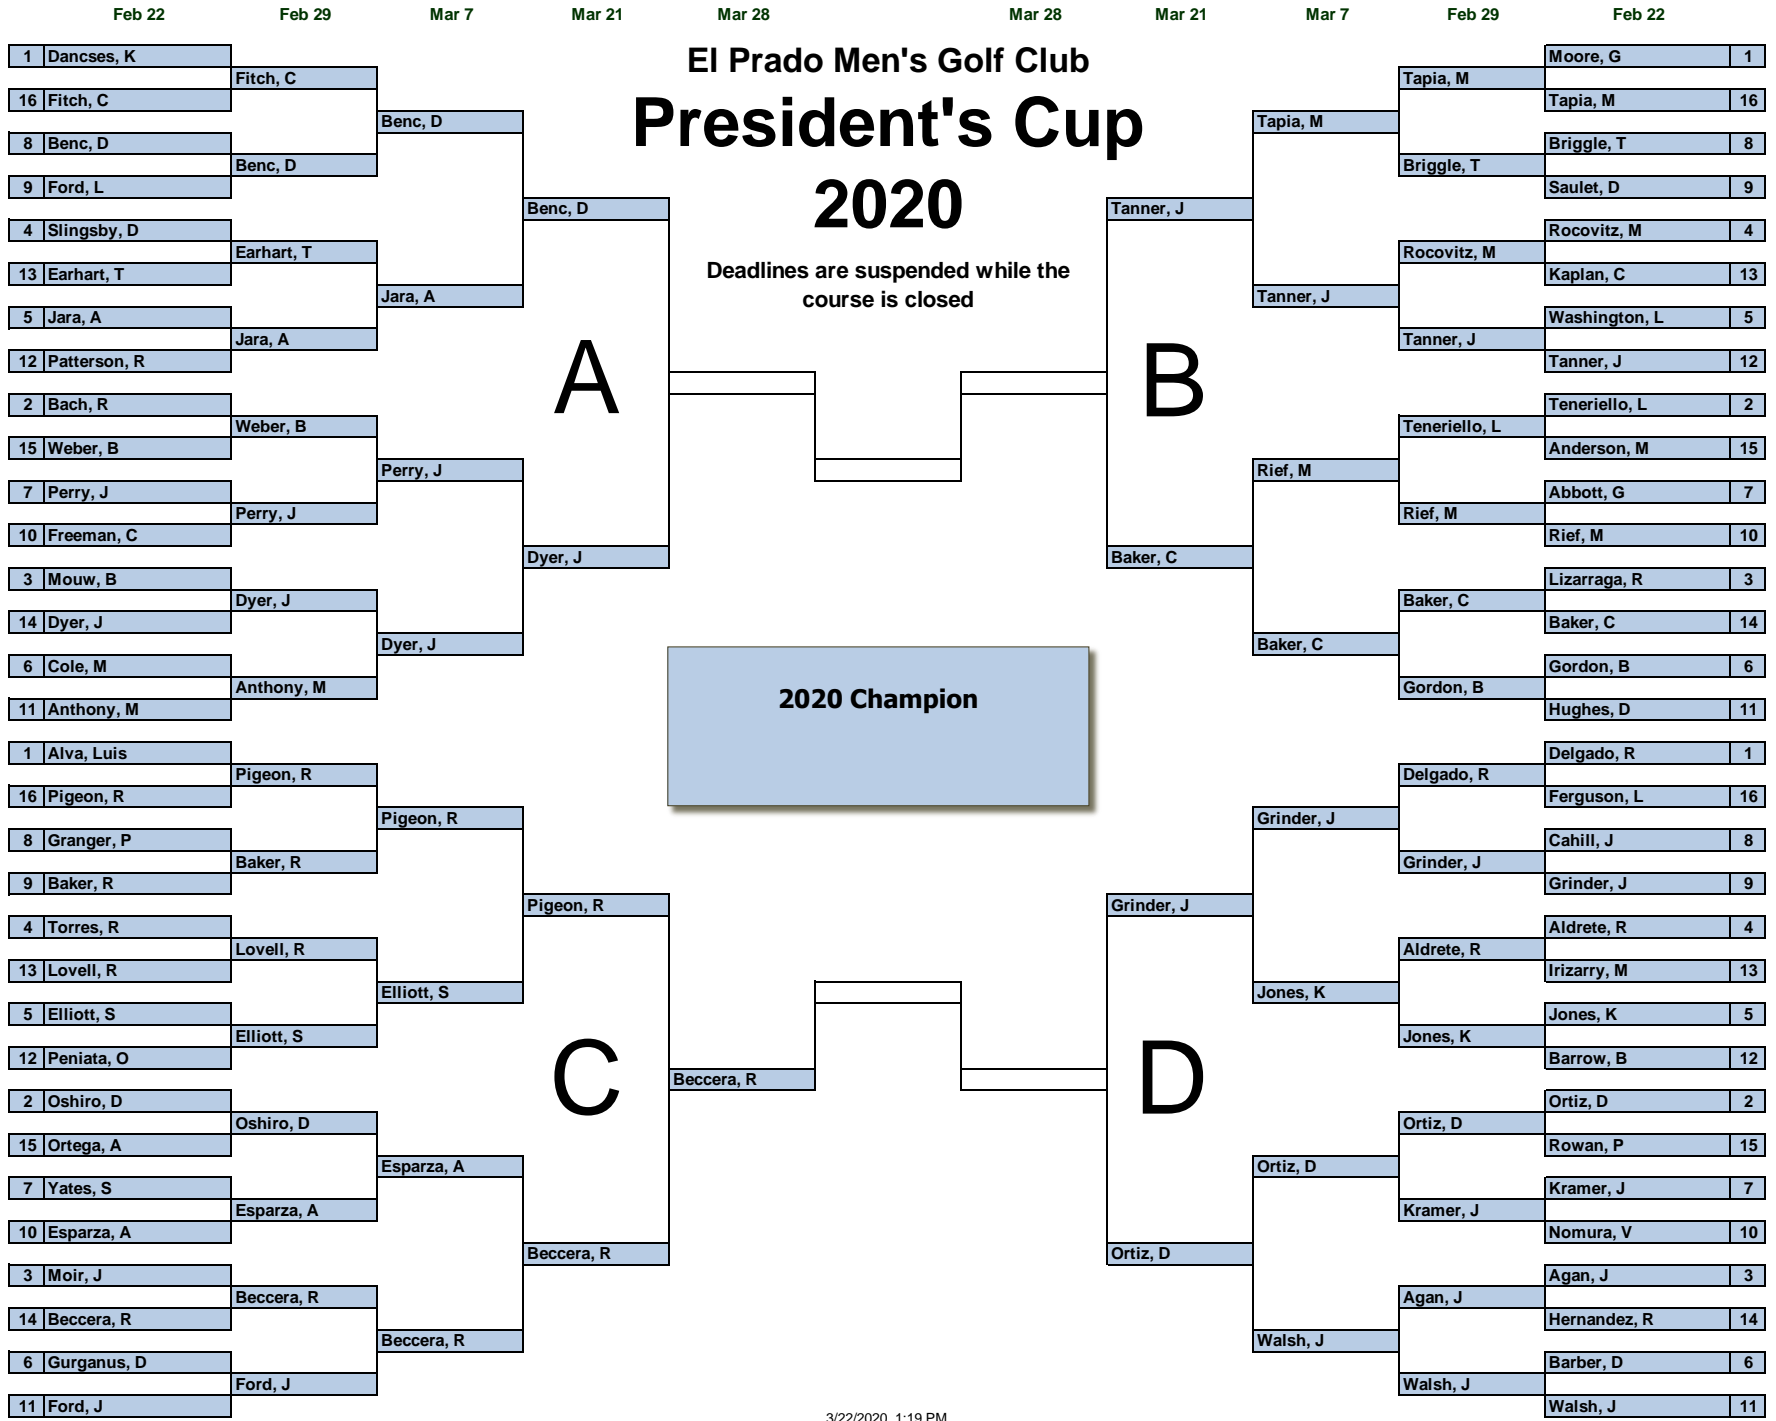 Feb 22 Feb 29 Mar 7 Mar 21 Mar 28 Mar 28 Mar 21 Mar 7 Feb 29 Feb 22
El Prado Men's Golf Club
President's Cup
2020
Deadlines are suspended while the
course is closed
1 Dancses, K
16 Fitch, C
8 Benc, D
9 Ford, L
4 Slingsby, D
13 Earhart, T
5 Jara, A
12 Patterson, R
2 Bach, R
15 Weber, B
7 Perry, J
10 Freeman, C
3 Mouw, B
14 Dyer, J
6 Cole, M
11 Anthony, M
Fitch, C
Benc, D
Earhart, T
Jara, A
Weber, B
Perry, J
Dyer, J
Anthony, M
Benc, D
Jara, A
Perry, J
Dyer, J
Benc, D
Dyer, J
A
1 Alva, Luis
16 Pigeon, R
8 Granger, P
9 Baker, R
4 Torres, R
13 Lovell, R
5 Elliott, S
12 Peniata, O
2 Oshiro, D
15 Ortega, A
7 Yates, S
10 Esparza, A
3 Moir, J
14 Beccera, R
6 Gurganus, D
11 Ford, J
Pigeon, R
Baker, R
Lovell, R
Elliott, S
Oshiro, D
Esparza, A
Beccera, R
Ford, J
Pigeon, R
Elliott, S
Esparza, A
Beccera, R
Pigeon, R
Beccera, R
C
Beccera, R
2020 Champion
B
Tanner, J
Baker, C
Tapia, M
Tanner, J
Rief, M
Baker, C
Tapia, M
Briggle, T
Rocovitz, M
Tanner, J
Teneriello, L
Rief, M
Baker, C
Gordon, B
Moore, G 1
Tapia, M 16
Briggle, T 8
Saulet, D 9
Rocovitz, M 4
Kaplan, C 13
Washington, L 5
Tanner, J 12
Teneriello, L 2
Anderson, M 15
Abbott, G 7
Rief, M 10
Lizarraga, R 3
Baker, C 14
Gordon, B 6
Hughes, D 11
D
Grinder, J
Ortiz, D
Grinder, J
Jones, K
Ortiz, D
Walsh, J
Delgado, R
Grinder, J
Aldrete, R
Jones, K
Ortiz, D
Kramer, J
Agan, J
Walsh, J
Delgado, R 1
Ferguson, L 16
Cahill, J 8
Grinder, J 9
Aldrete, R 4
Irizarry, M 13
Jones, K 5
Barrow, B 12
Ortiz, D 2
Rowan, P 15
Kramer, J 7
Nomura, V 10
Agan, J 3
Hernandez, R 14
Barber, D 6
Walsh, J 11
3/22/2020 1:19 PM